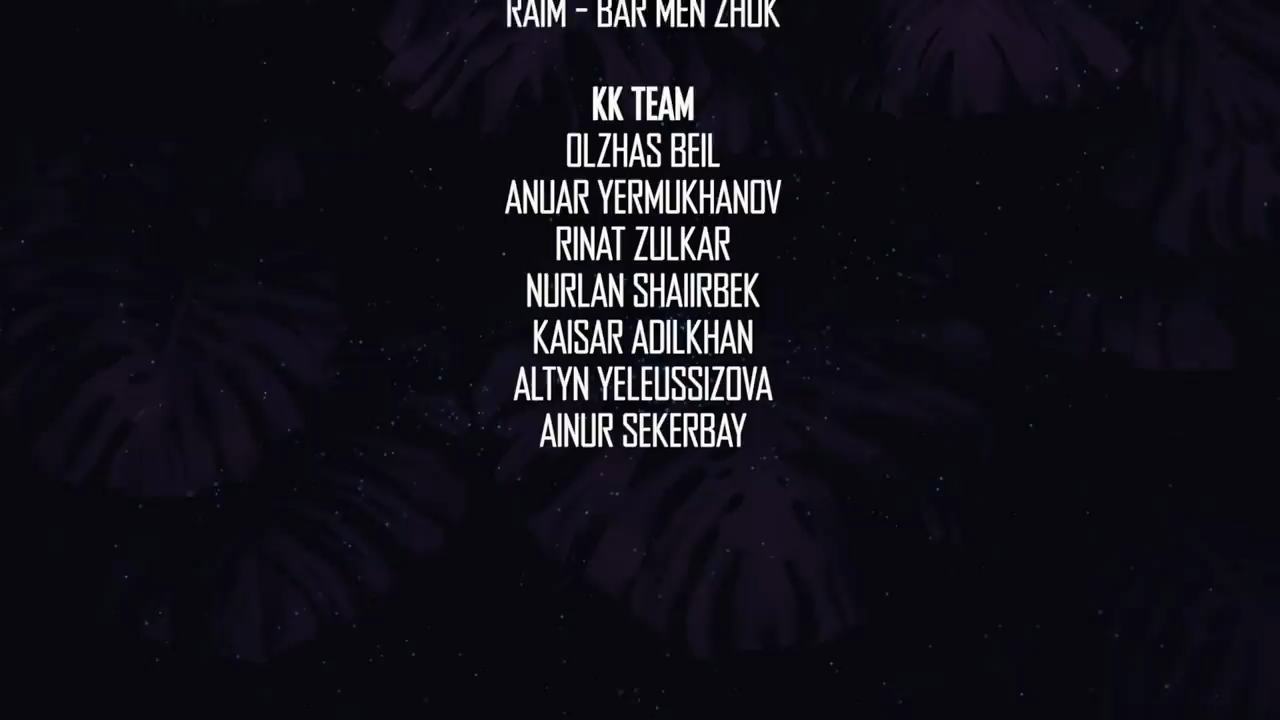 RAIM - BAR MEN ZHOK
KK TEAM
OLZHAS BEIL
ANUAR YERMUKHANOV
RINAT ZULKAR
NURLAN SHAIIRBEK
KAISAR ADILKHAN
ALTYN YELEUSSIZOVA
AINUR SEKERBAY